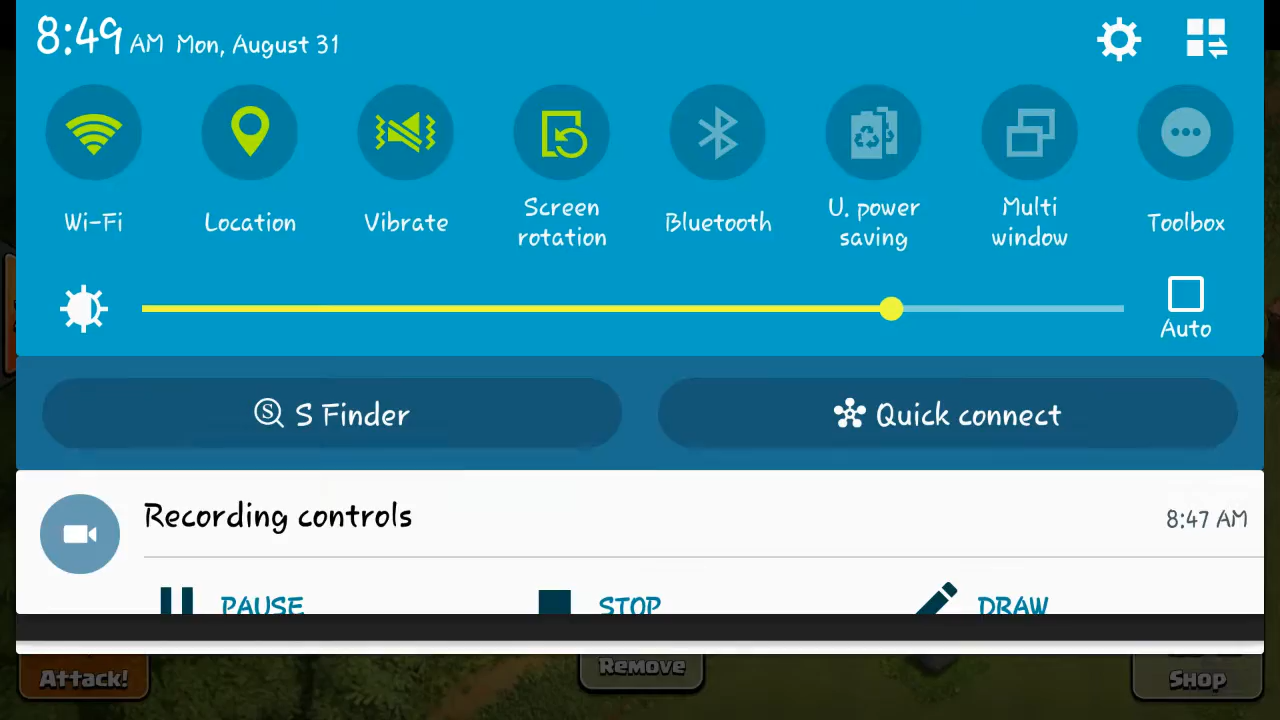 8:49 AM Mon, August 31
Wi-Fi
Location
Vibrate
Screen
rotation
Bluetooth
U. power
saving
Multi
window
Toolbox
Auto
S Finder
Quick connect
Recording controls
8:47 AM
PAUSE
STOP
DRAW
Attack!
Remove
Shop